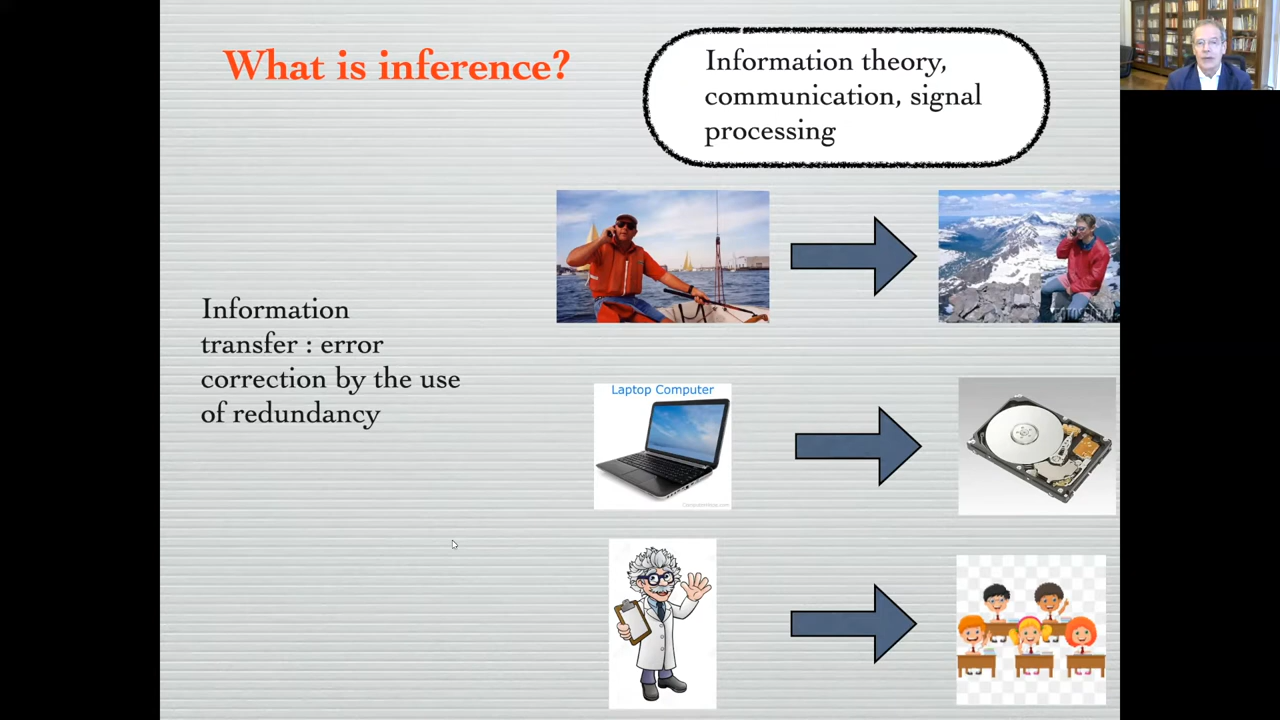 What is inference?
Information theory,
communication, signal
processing
Information
transfer : error
correction by the use
of redundancy
Laptop Computer